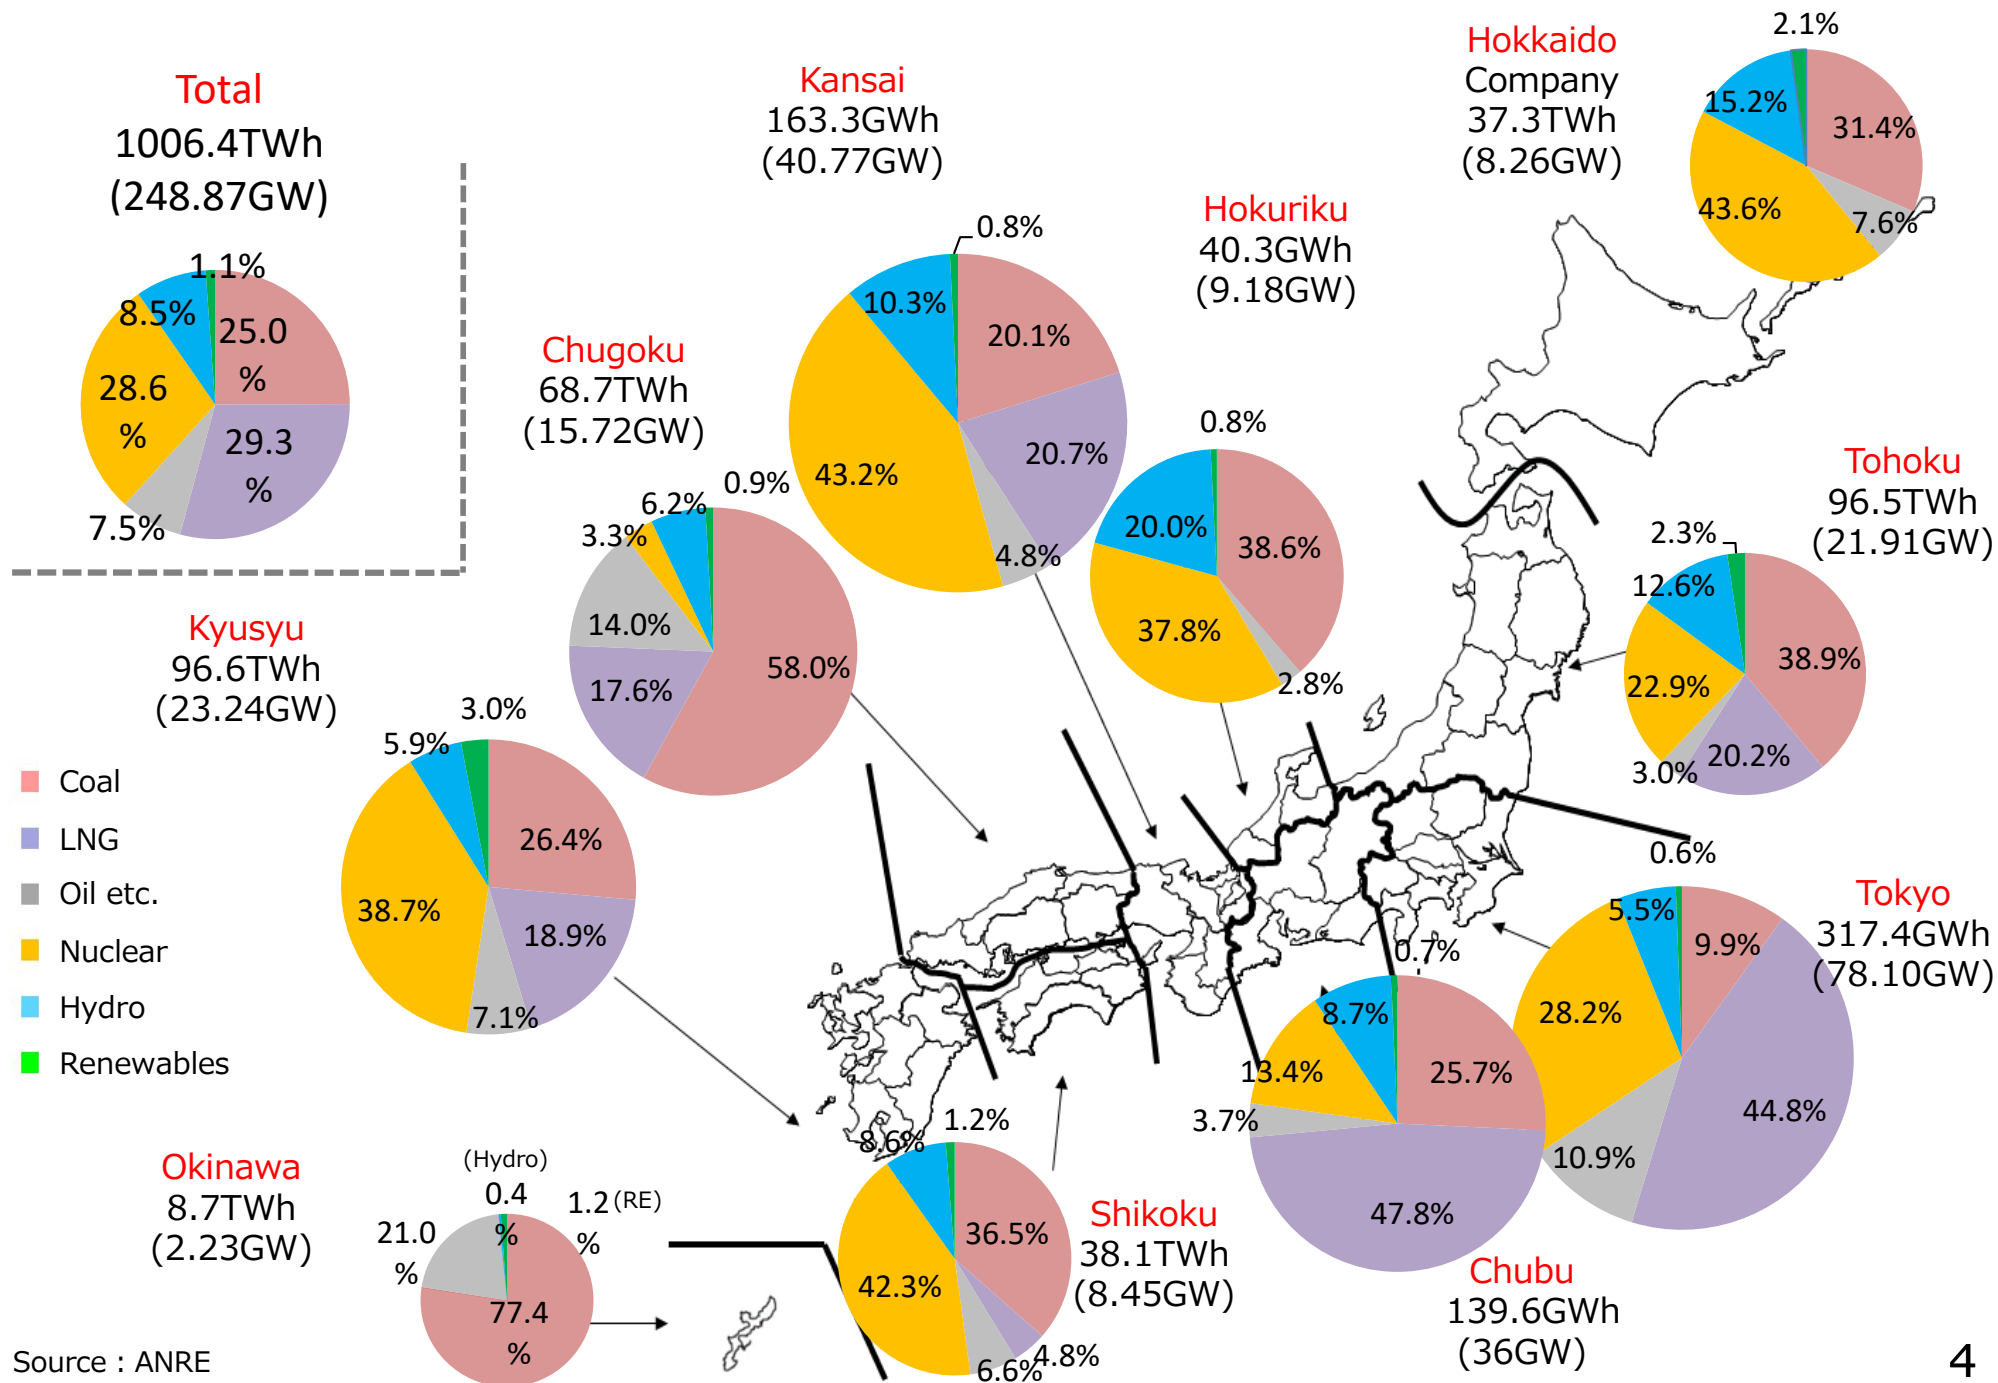 Total
1006.4TWh
(248.87GW)
1.1%
8.5%
25.0
%
28.6
%
29.3
%
7.5%
Kansai
163.3GWh
(40.77GW)
0.8%
10.3%
20.1%
43.2%
20.7%
4.8%
Hokkaido
Company
37.3TWh
(8.26GW)
2.1%
15.2%
31.4%
43.6%
7.6%
Hokuriku
40.3GWh
(9.18GW)
0.8%
20.0%
38.6%
37.8%
2.8%
Chugoku
68.7TWh
(15.72GW)
0.9%
6.2%
3.3%
14.0%
58.0%
17.6%
Tohoku
96.5TWh
(21.91GW)
2.3%
12.6%
38.9%
22.9%
20.2%
3.0%
Kyusyu
96.6TWh
(23.24GW)
3.0%
5.9%
26.4%
38.7%
18.9%
7.1%
Coal
LNG
Oil etc.
Nuclear
Hydro
Renewables
Tokyo
317.4GWh
(78.10GW)
0.6%
5.5%
9.9%
28.2%
44.8%
10.9%
0.7%
8.7%
13.4%
25.7%
3.7%
47.8%
Chubu
139.6GWh
(36GW)
Okinawa
8.7TWh
(2.23GW)
(Hydro)
0.4
%
1.2 (RE)
%
21.0
%
77.4
%
1.2%
8.6%
36.5%
42.3%
4.8%
6.6%
Shikoku
38.1TWh
(8.45GW)
Source : ANRE
4